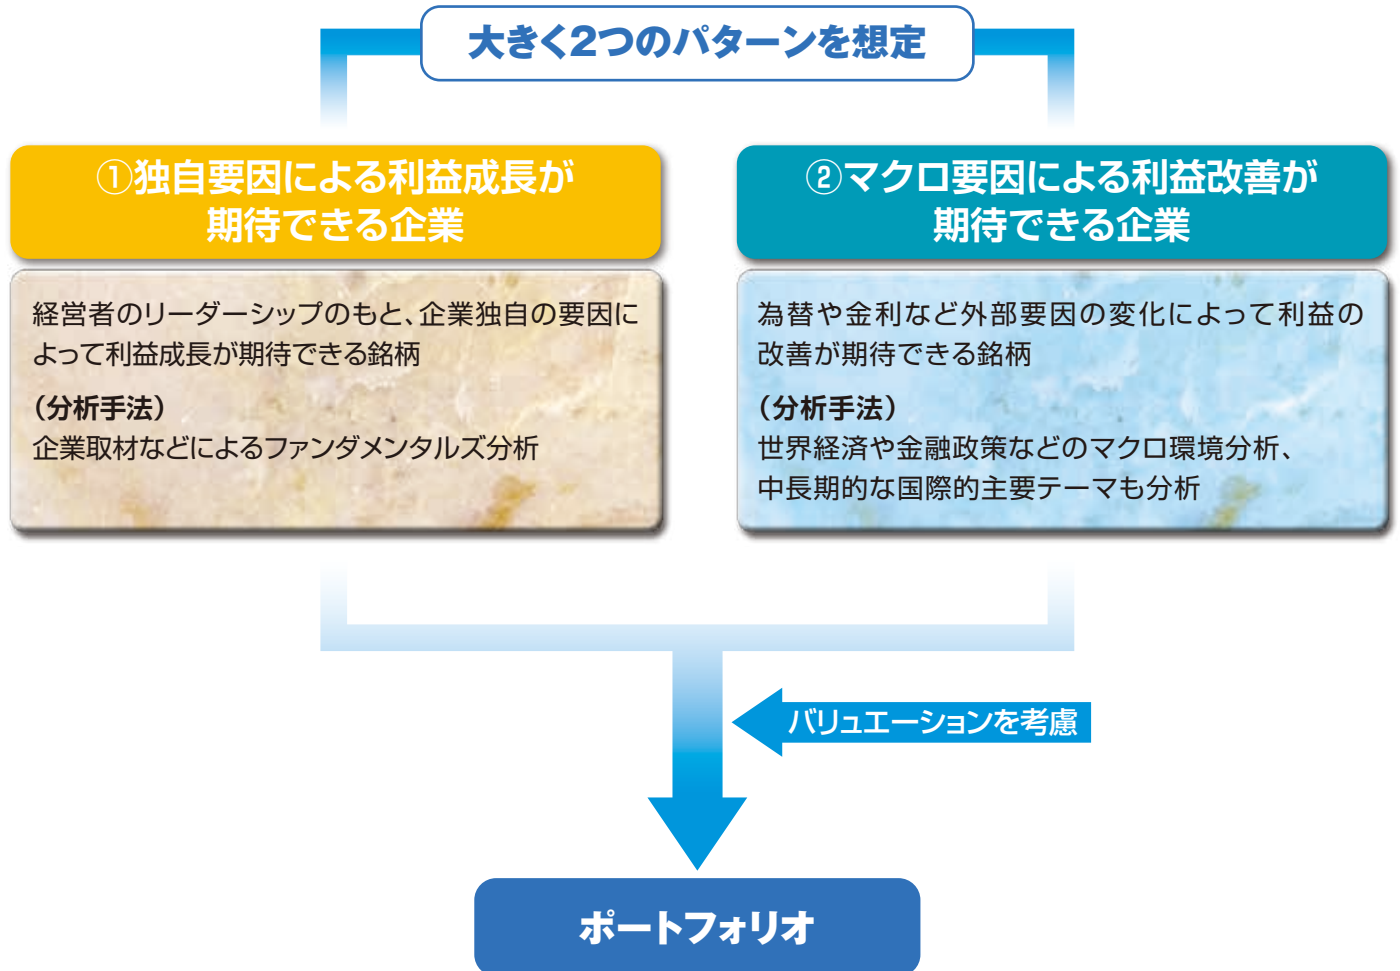 大きく2つのパターンを想定
①独自要因による利益成長が
期待できる企業
経営者のリーダーシップのもと、企業独自の要因に
よって利益成長が期待できる銘柄
（分析手法）
企業取材などによるファンダメンタルズ分析
②マクロ要因による利益改善が
期待できる企業
為替や金利など外部要因の変化によって利益の
改善が期待できる銘柄
（分析手法）
世界経済や金融政策などのマクロ環境分析、
中長期的な国際的主要テーマも分析
バリュエーションを考慮
ポートフォリオ